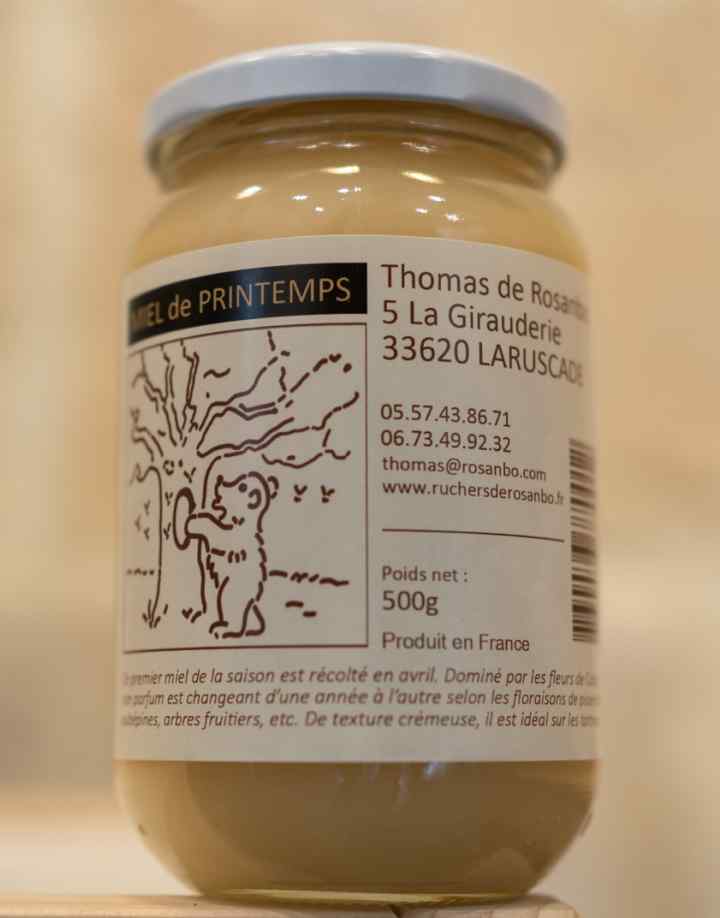 MIEL de PRINTEMPS
Thomas de Rosanbo
5 La Girauderie
33620 LARUSCADE
05.57.43.86.71
06.73.49.92.32
thomas@rosanbo.com
www.ruchersderosanbo.fr
Poids net :
500g
Produit en France
premier miel de la saison est récolté en avril. Dominé par les fleurs de
parfum est changeant d'une année à l'autre selon les floraisons de
arbres fruitiers, etc. De texture crémeuse, il est idéal sur les